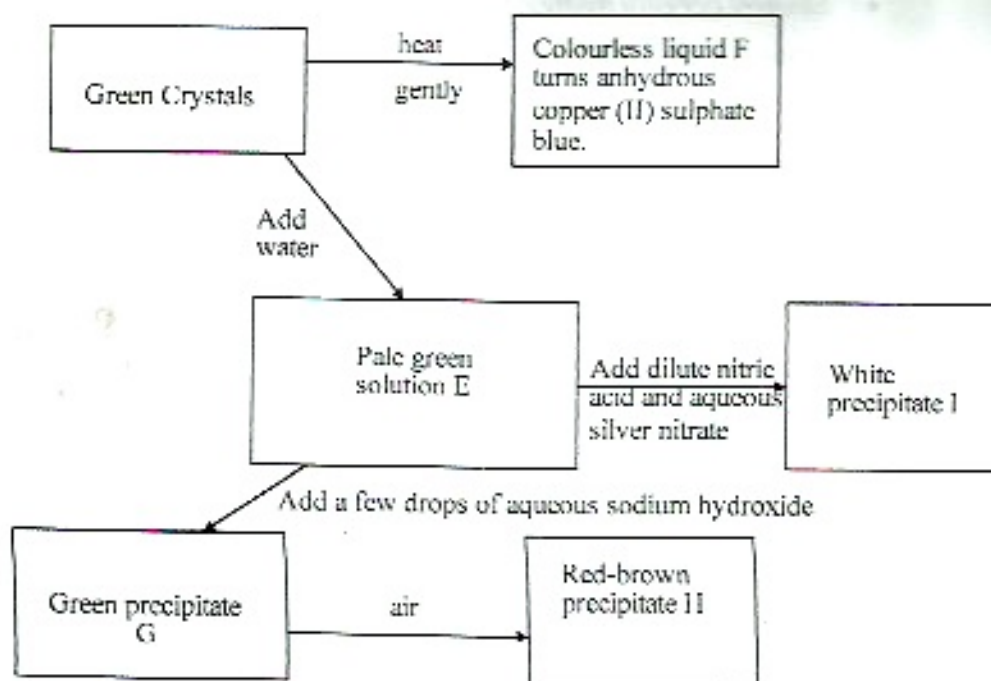 Green Crystals
heat
gently
Colourless liquid F
turns anhydrous
copper (II) sulphate
blue.
Add
water
Pale green
solution E
Add dilute nitric
acid and aqueous
silver nitrate
White
precipitate I
Add a few drops of aqueous sodium hydroxide
Green precipitate
G
air
Red-brown
precipitate H